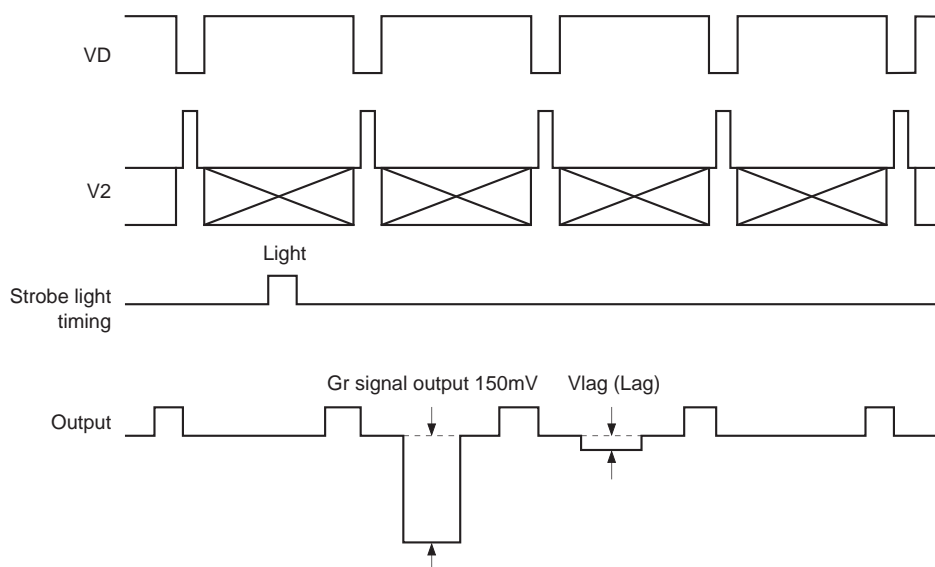 VD
V2
Light
Strobe light
timing
Gr signal output 150mV
Vlag (Lag)
Output